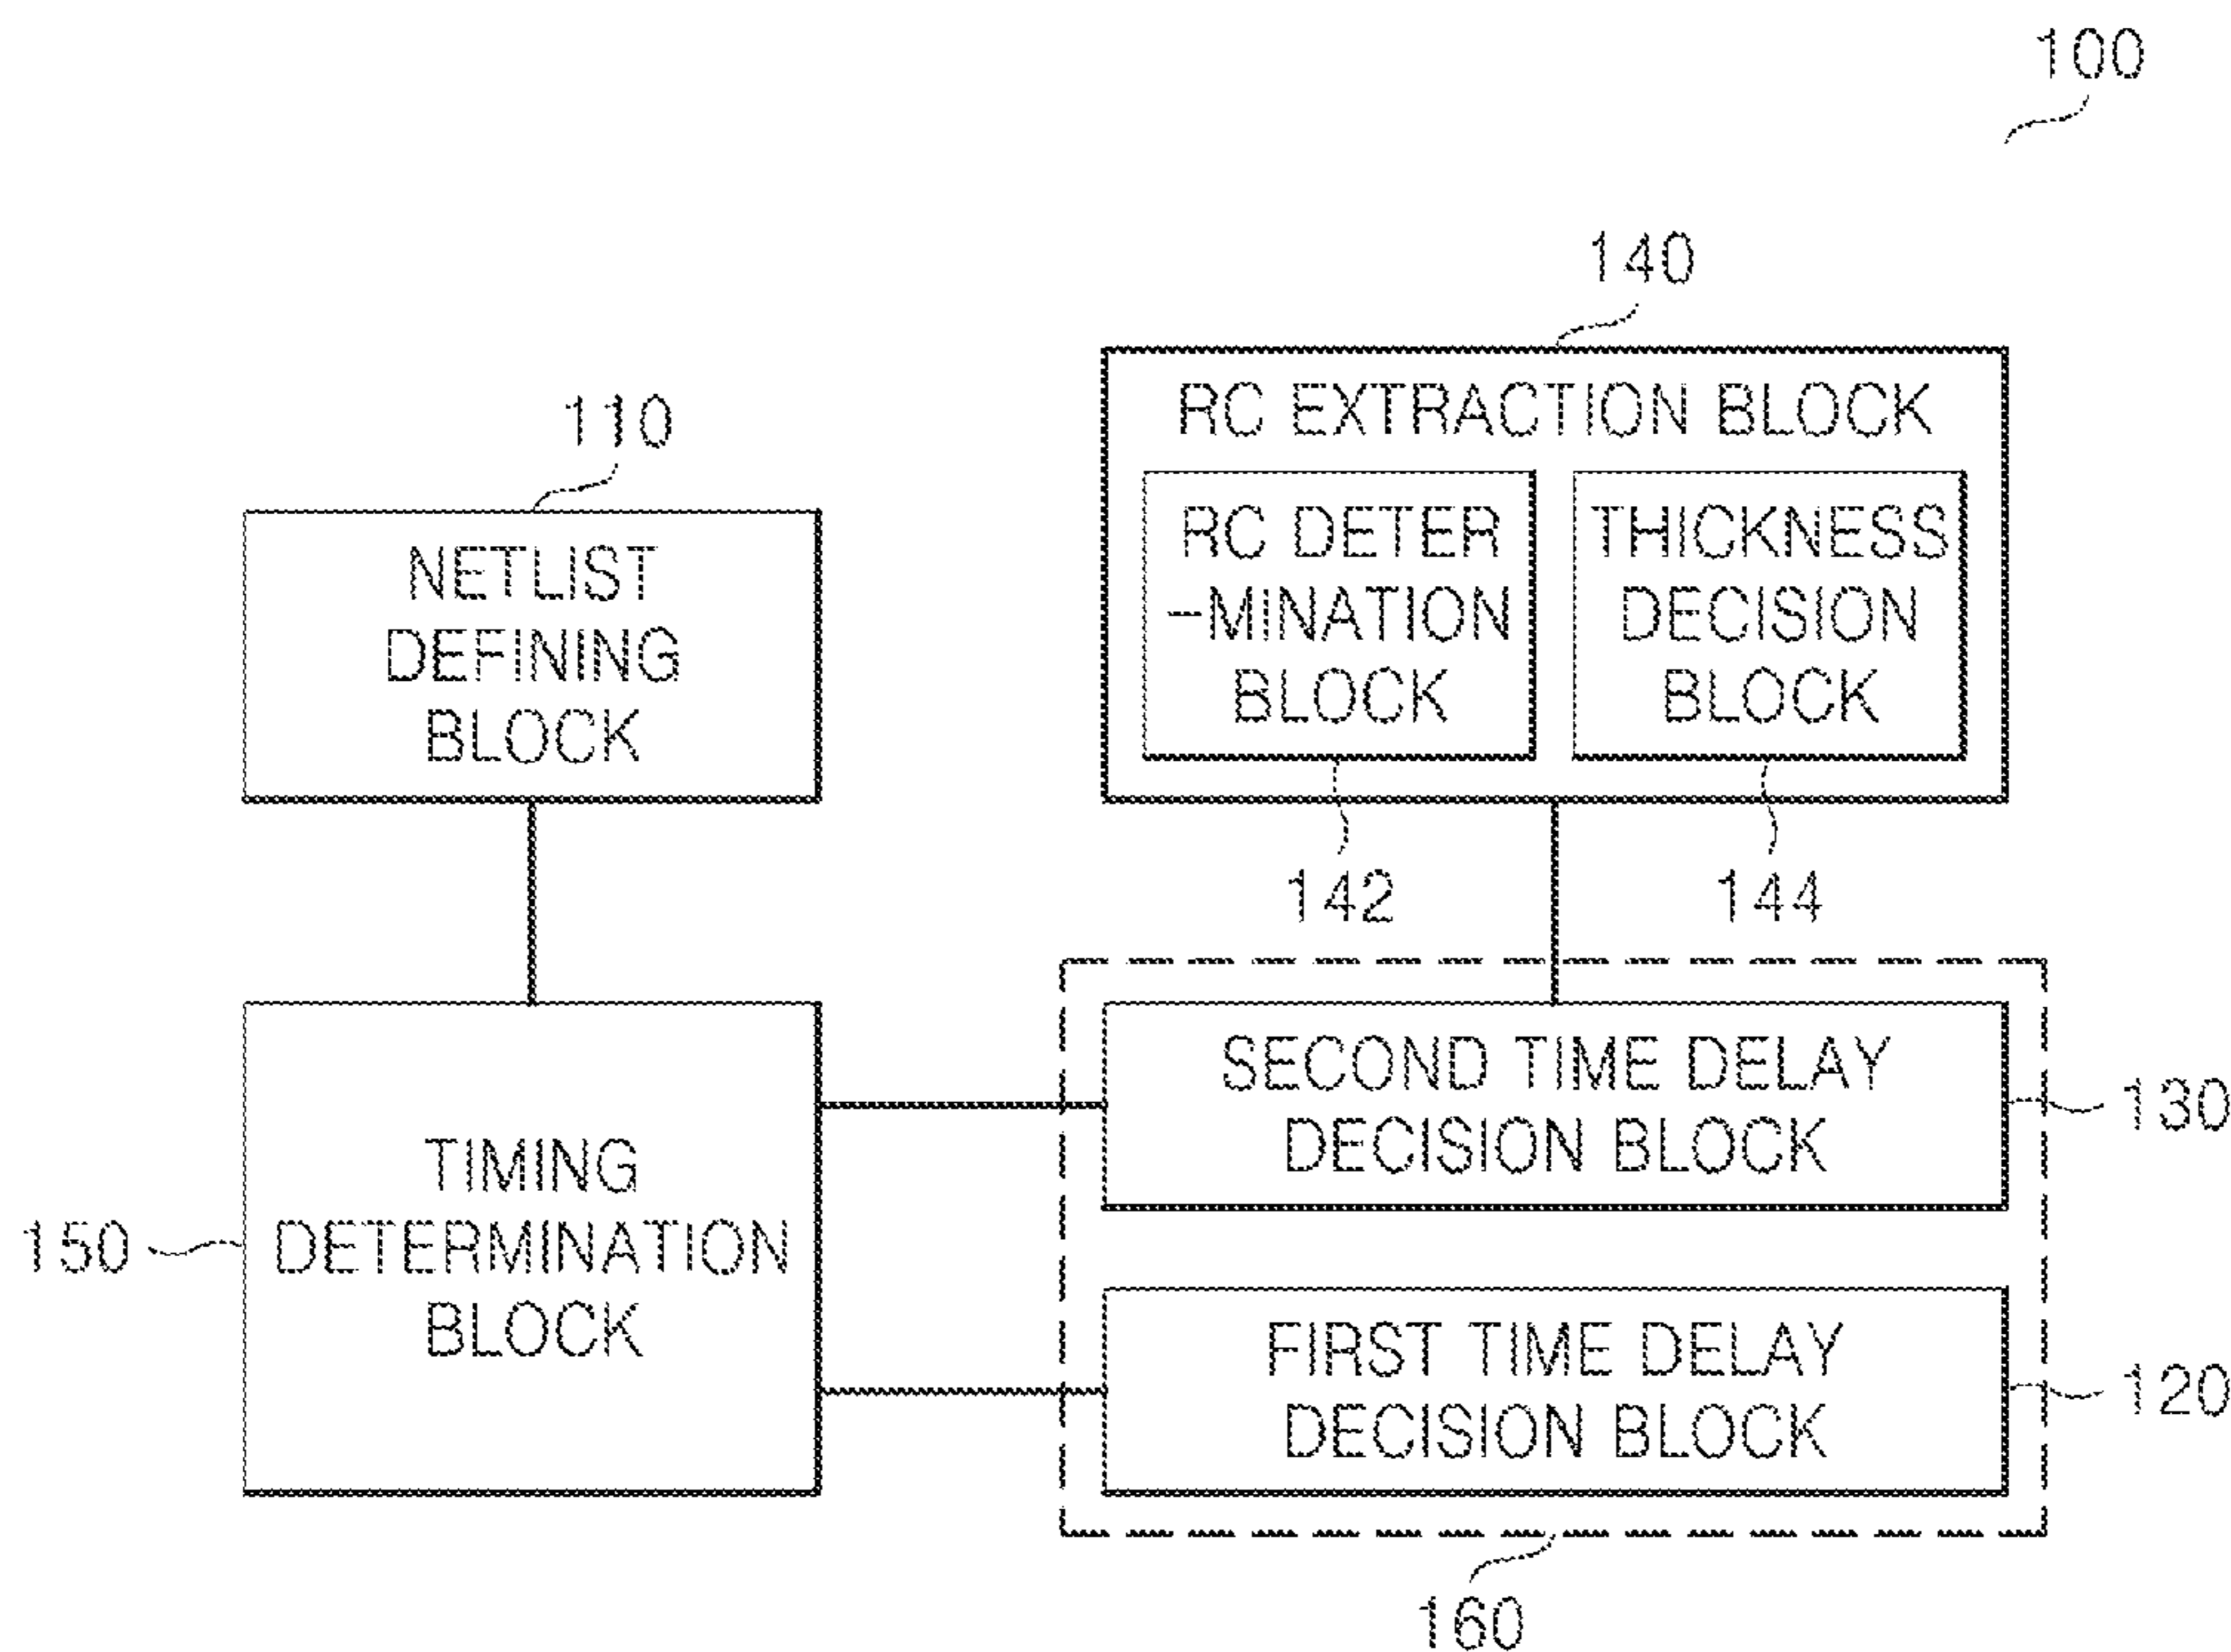 100
140
RC EXTRACTION BLOCK
110
RC DETER
-MINATION
BLOCK
THICKNESS
DECISION
BLOCK
NETLIST
DEFINING
BLOCK
142
144
SECOND TIME DELAY
DECISION BLOCK
130
TIMING
DETERMINATION
BLOCK
150
FIRST TIME DELAY
DECISION BLOCK
120
160